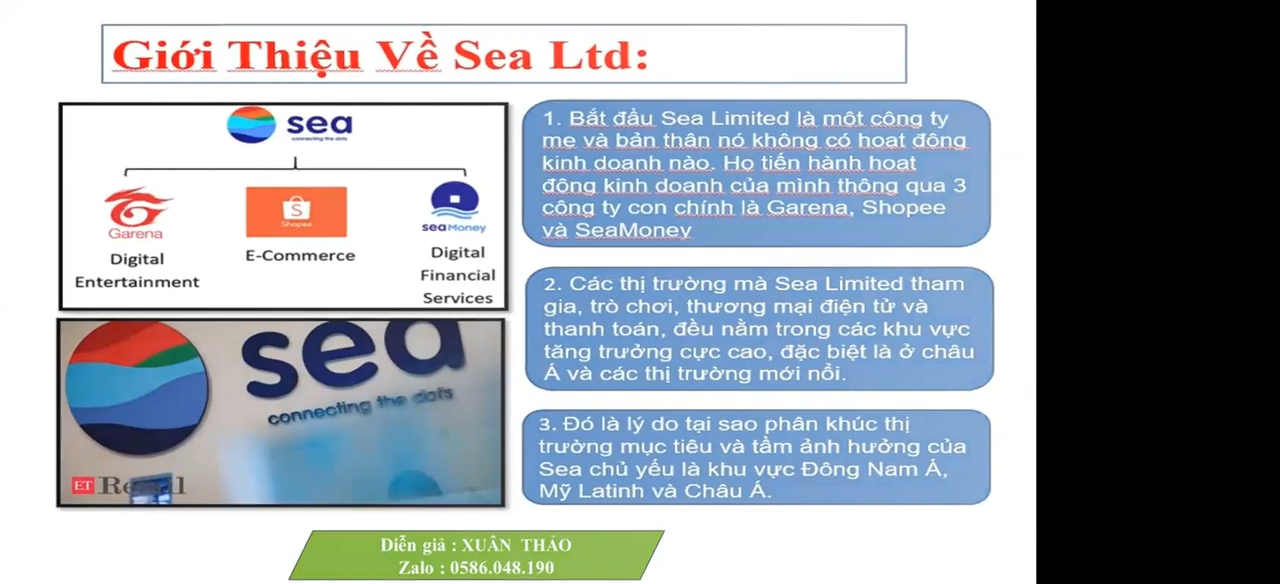 Giới Thiệu Về Sea Ltd:
sea
connecting the dots
Garena
Digital
Entertainment
Shopee
E-Commerce
seaMoney
Digital
Financial
Services
sea
connecting the dots
ET
1. Bắt đầu Sea Limited là một công ty
mẹ và bản thân nó không có hoạt động
kinh doanh nào. Họ tiến hành hoạt
động kinh doanh của mình thông qua 3
công ty con chính là Garena, Shopee
và SeaMoney
2. Các thị trường mà Sea Limited tham
gia, trò chơi, thương mại điện tử và
thanh toán, đều nằm trong các khu vực
tăng trưởng cực cao, đặc biệt là ở châu
Á và các thị trường mới nổi.
3. Đó là lý do tại sao phân khúc thị
trường mục tiêu và tầm ảnh hưởng của
Sea chủ yếu là khu vực Đông Nam Á,
Mỹ Latinh và Châu Á.
Diễn giả : XUÂN THẢO
Zalo : 0586.048.190